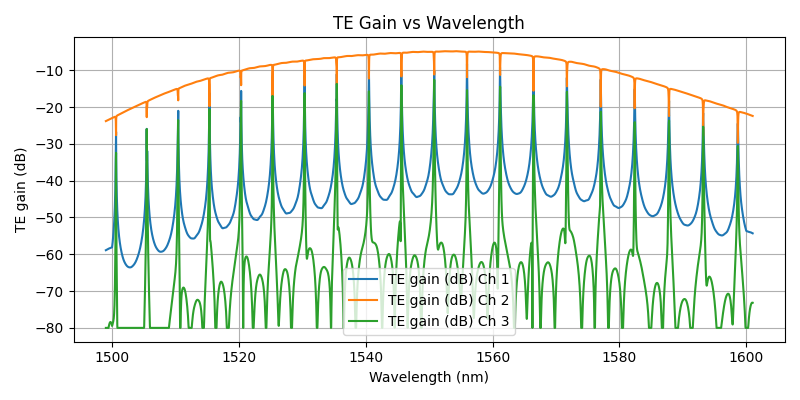 TE Gain vs Wavelength
TE gain (dB)
−10
−20
−30
−40
−50
−60
−70
−80
TE gain (dB) Ch 1
TE gain (dB) Ch 2
TE gain (dB) Ch 3
1500 1520 1540 1560 1580 1600
Wavelength (nm)